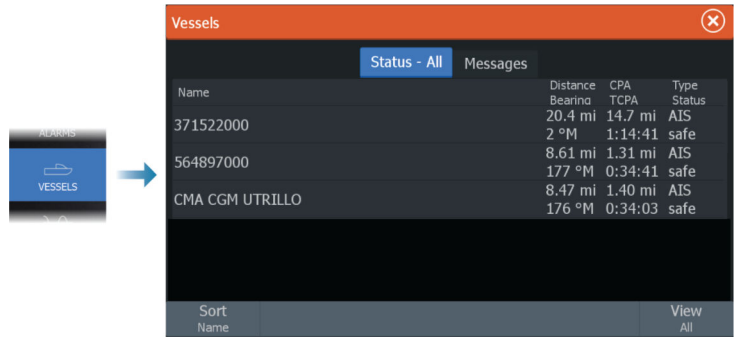 ALARMS
VESSELS
Vessels
Status - All Messages
Name Distance CPA Type
Bearing TCPA Status
371522000 20.4 mi 14.7 mi AIS
2 °M 1:14:41 safe
564897000 8.61 mi 1.31 mi AIS
177 °M 0:34:41 safe
CMA CGM UTRILLO 8.47 mi 1.40 mi AIS
176 °M 0:34:03 safe
Sort View
Name All